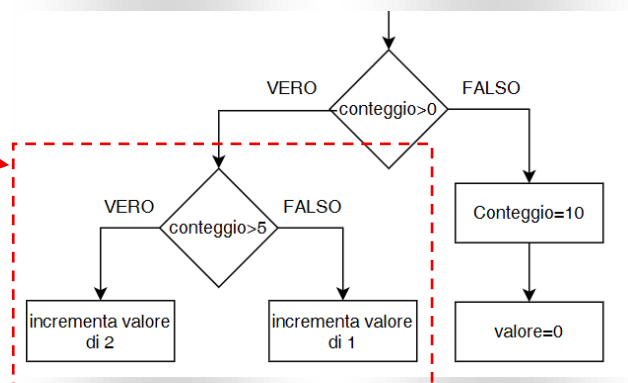 VERO
FALSO
conteggio>0
VERO
FALSO
Conteggio=10
conteggio>5
incrementa valore
di 2
incrementa valore
di 1
valore=0